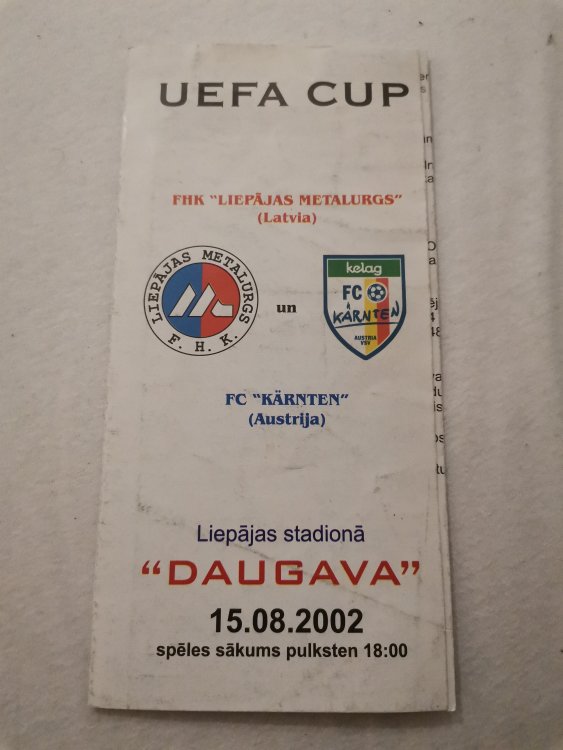 UEFA CUP
FHK "LIEPĀJAS METALURGS"
(Latvia)
LIEPĀJAS METALURGS
F. H. K.
un
kelag
FC
KÄRNTEN
AUSTRIA
VSV
FC "KÄRNTEN"
(Austrija)
Liepājas stadionā
"DAUGAVA"
15.08.2002
spēles sākums pulksten 18:00